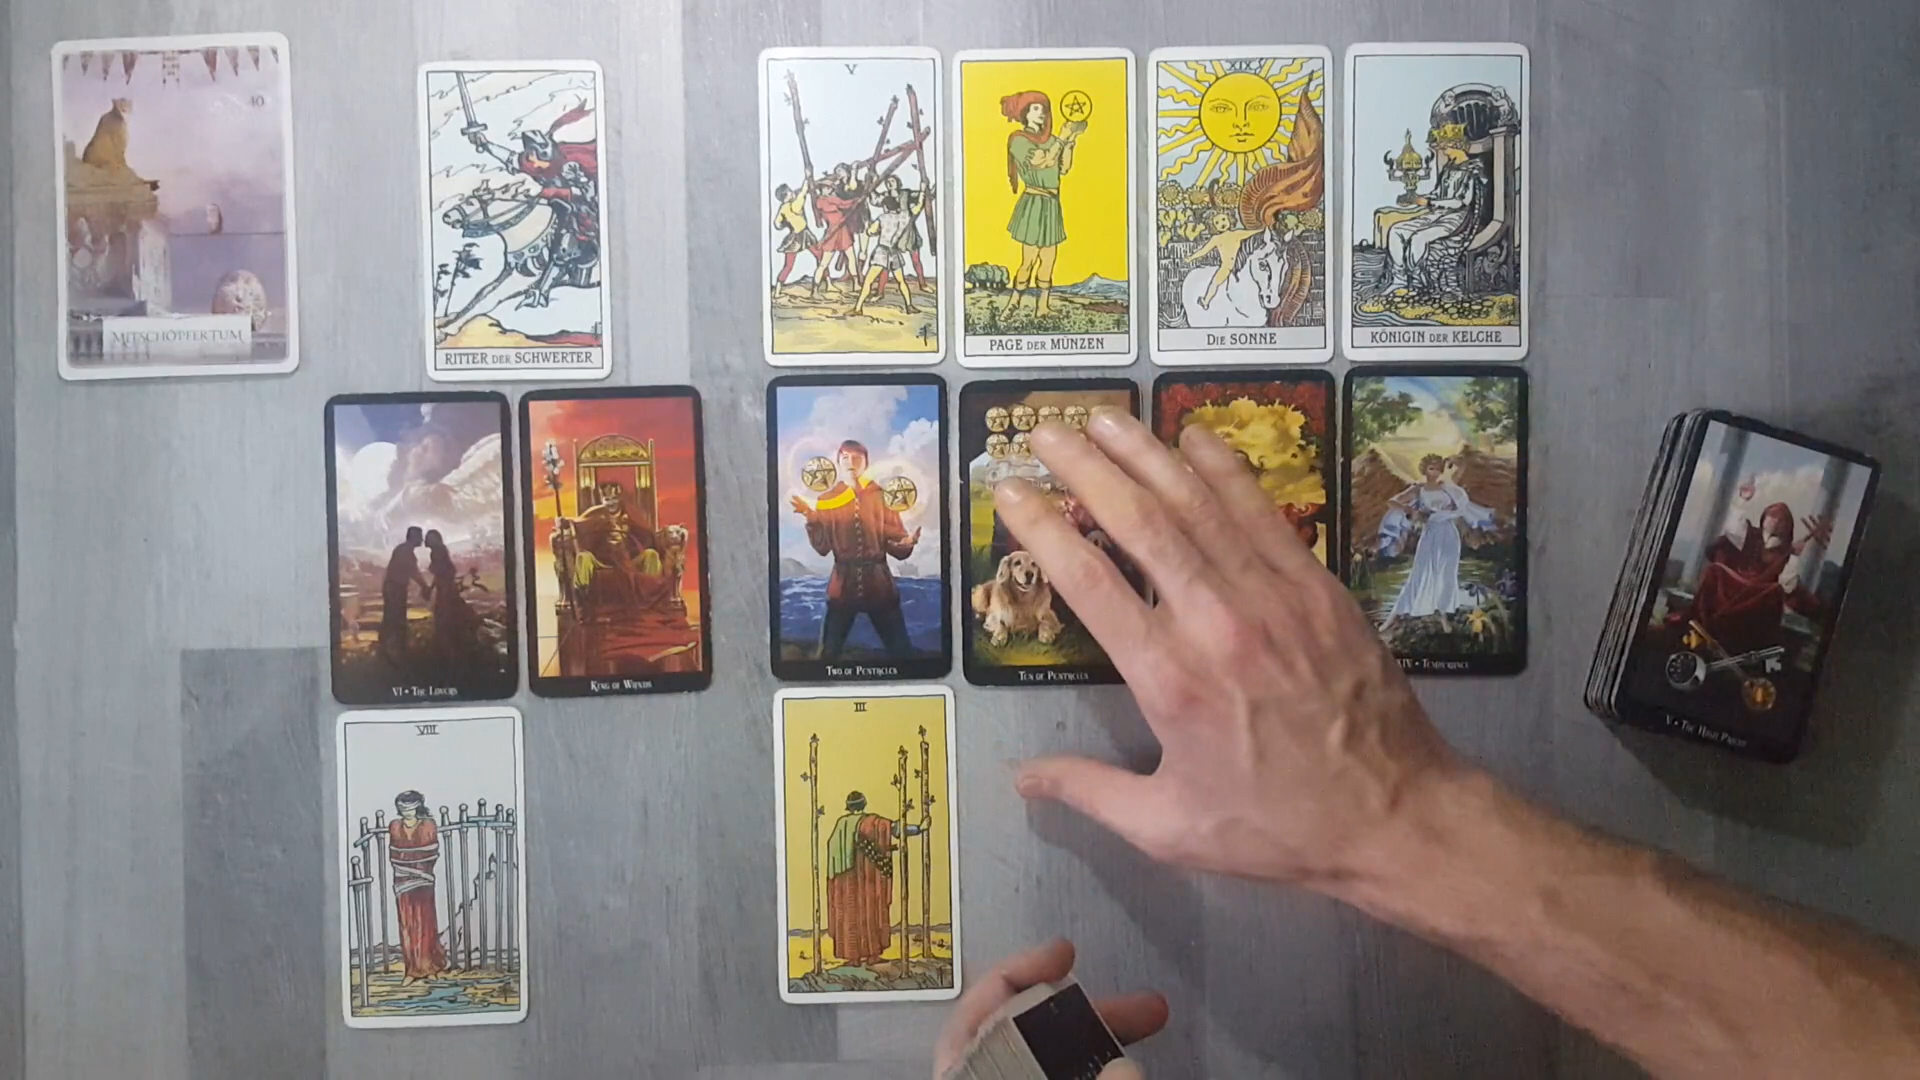 40
MITSCHÖPFERTUM
RITTER DER SCHWERTER
V
PAGE DER MÜNZEN
XIX
DIE SONNE
KÖNIGIN DER KELCHE
VI • THE LOVERS
KING OF WANDS
TWO OF PENTACLES
TEN OF PENTACLES
XIV • TEMPERANCE
V • THE HIGH PRIEST
VIII
III